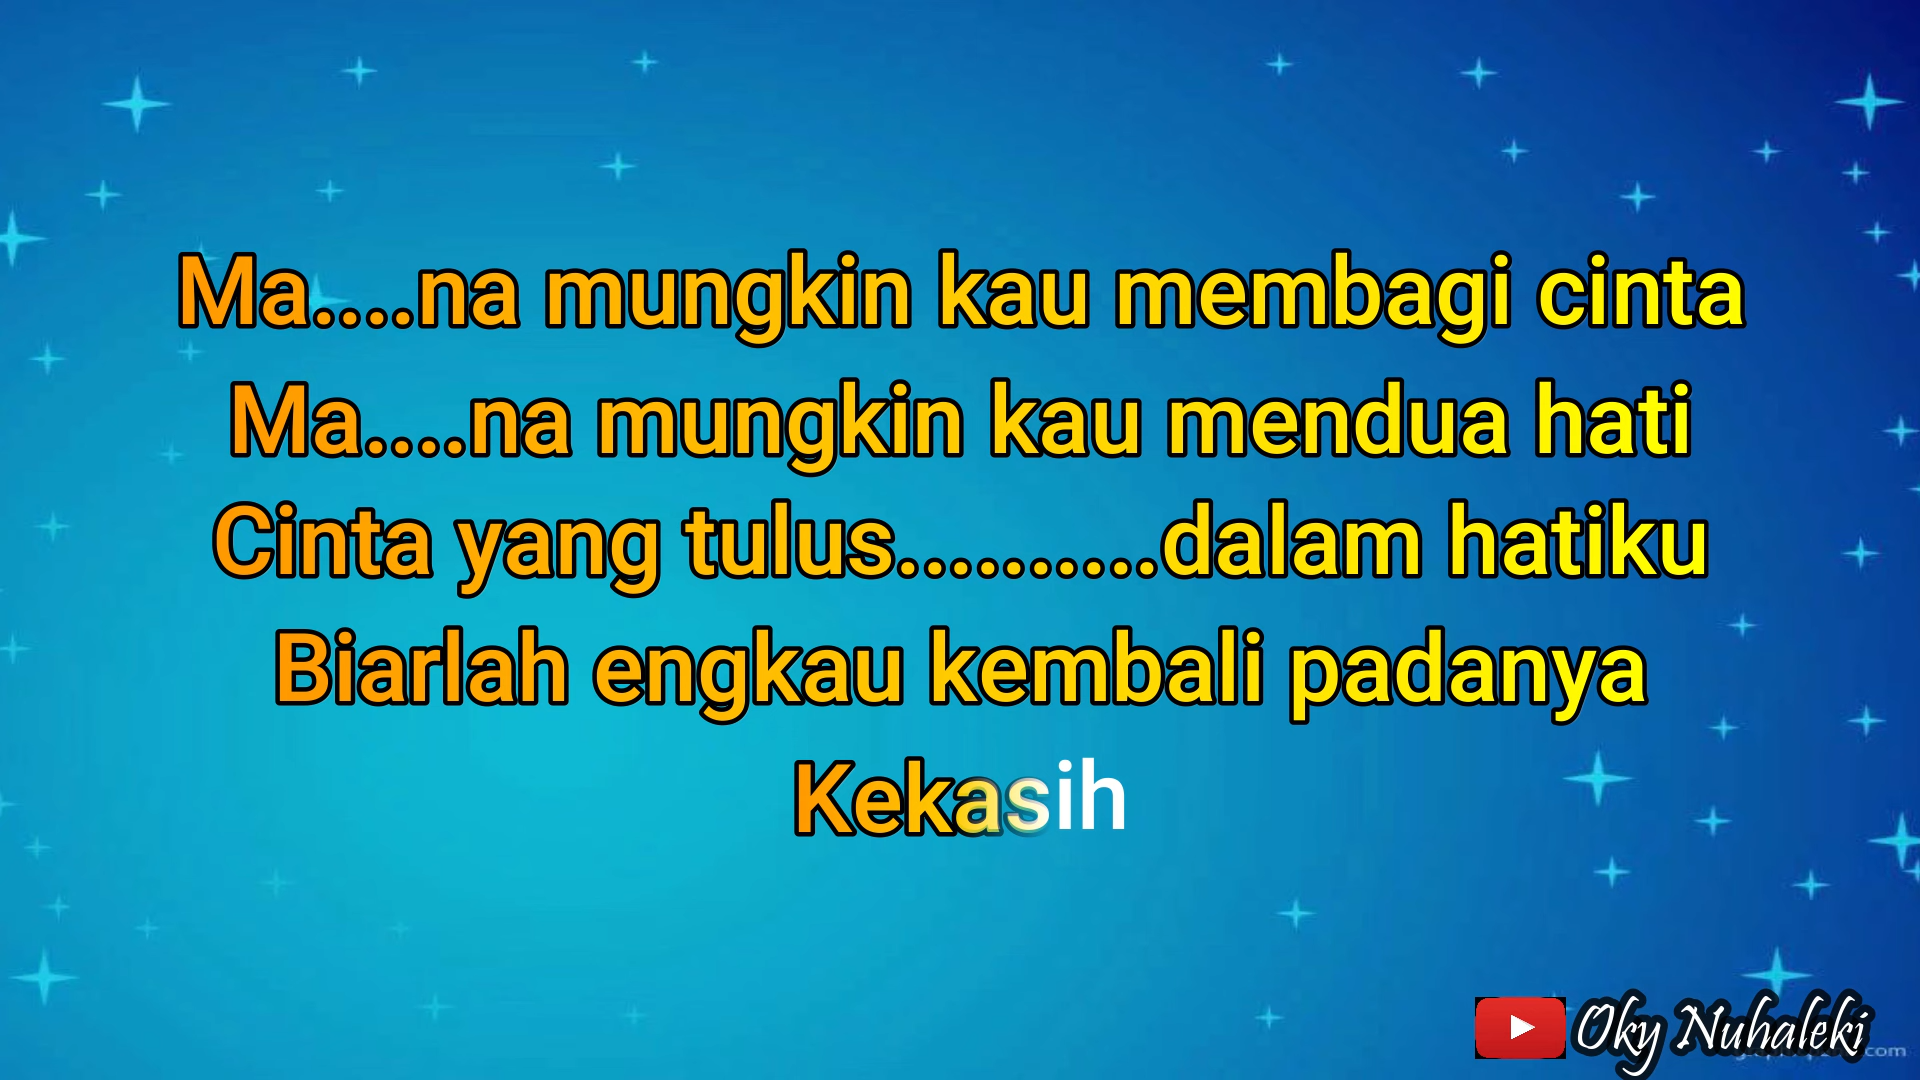 Ma....na mungkin kau membagi cinta
Ma....na mungkin kau mendua hati
Cinta yang tulus..........dalam hatiku
Biarlah engkau kembali padanya
Kekasih
Oky Nuhaleki
.com